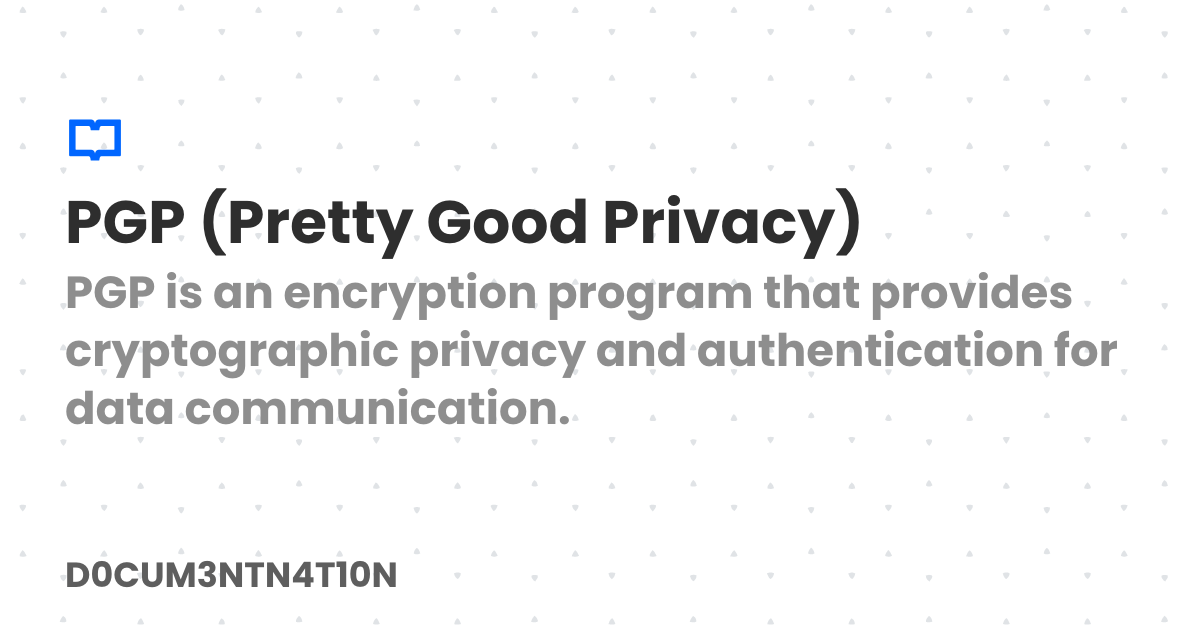 PGP (Pretty Good Privacy)
PGP is an encryption program that provides
cryptographic privacy and authentication for
data communication.
D0CUM3NTN4T10N